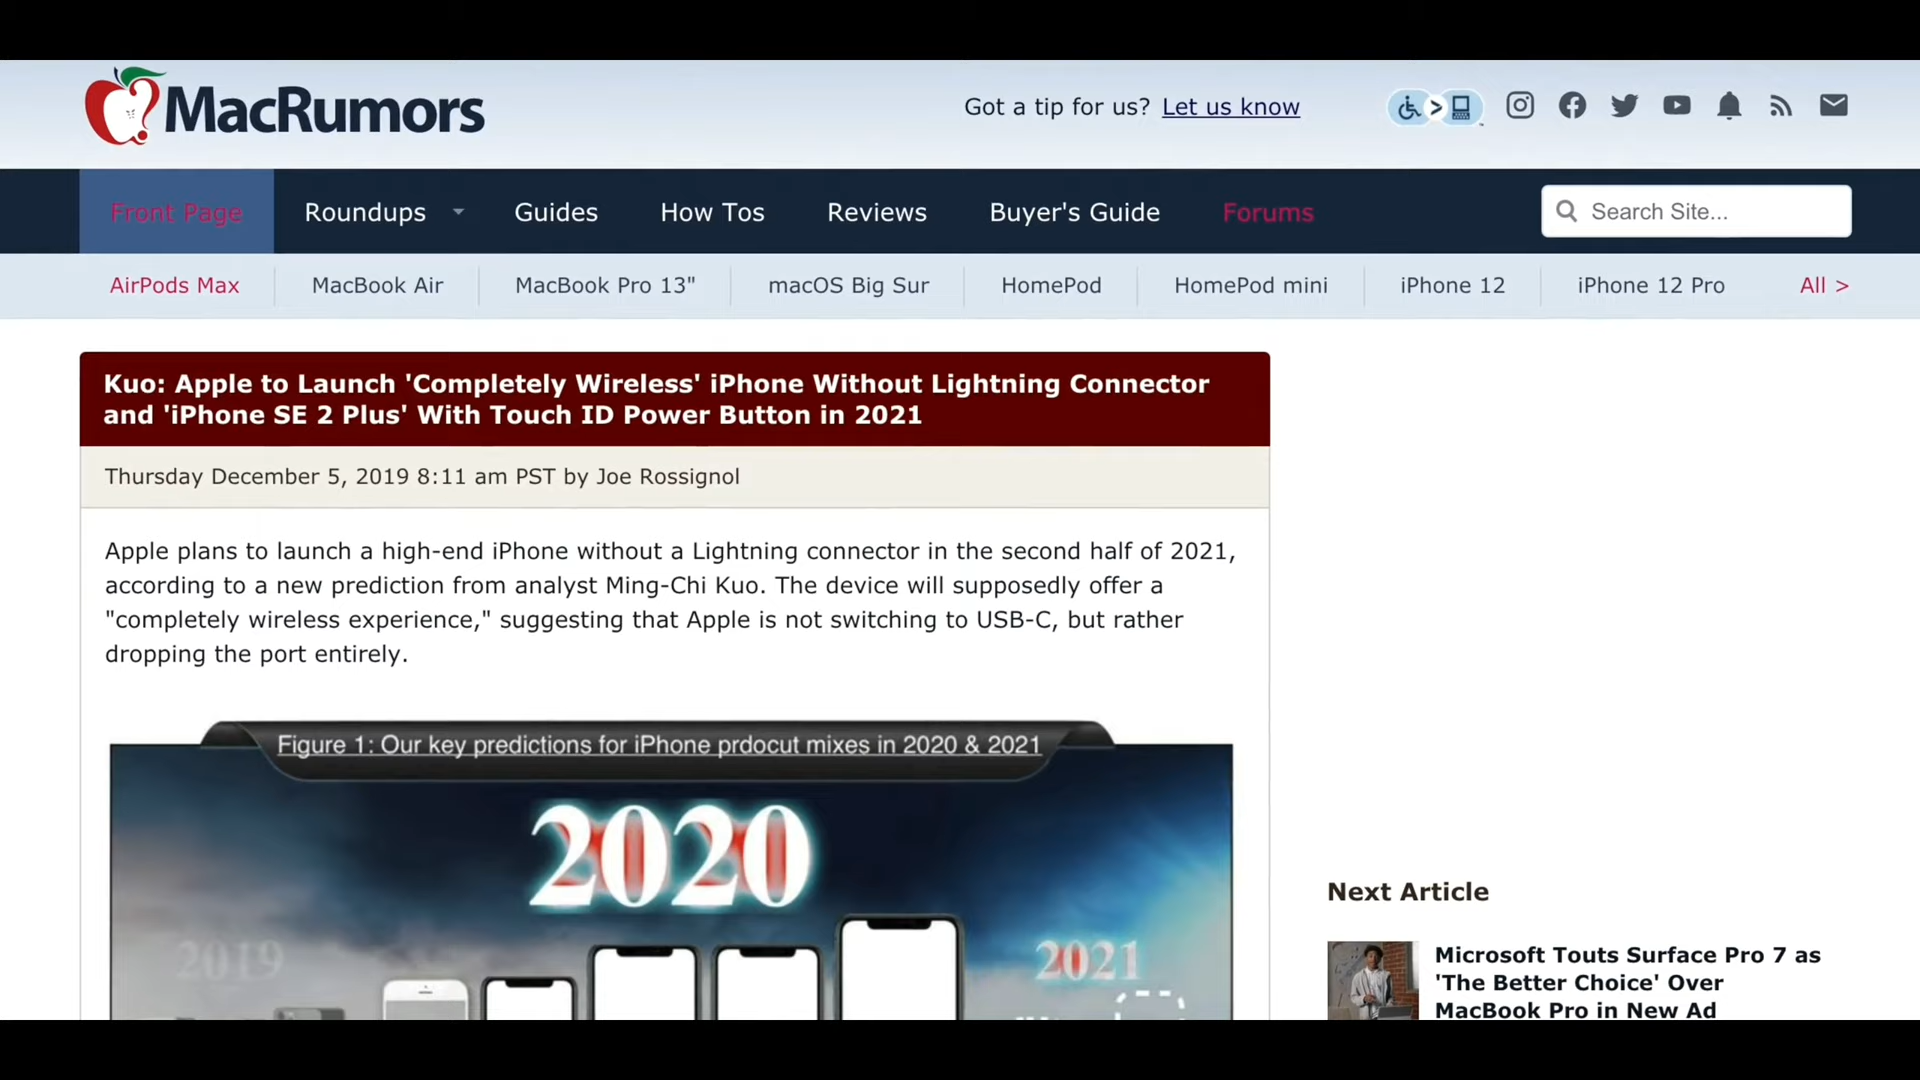 MacRumors
Got a tip for us? Let us know
Front Page Roundups Guides How Tos Reviews Buyer's Guide Forums Search Site...
AirPods Max MacBook Air MacBook Pro 13" macOS Big Sur HomePod HomePod mini iPhone 12 iPhone 12 Pro All >
Kuo: Apple to Launch 'Completely Wireless' iPhone Without Lightning Connector
and 'iPhone SE 2 Plus' With Touch ID Power Button in 2021
Thursday December 5, 2019 8:11 am PST by Joe Rossignol
Apple plans to launch a high-end iPhone without a Lightning connector in the second half of 2021,
according to a new prediction from analyst Ming-Chi Kuo. The device will supposedly offer a
"completely wireless experience," suggesting that Apple is not switching to USB-C, but rather
dropping the port entirely.
Figure 1: Our key predictions for iPhone prdocut mixes in 2020 & 2021
2020
2019
2021
Next Article
Microsoft Touts Surface Pro 7 as
'The Better Choice' Over
MacBook Pro in New Ad